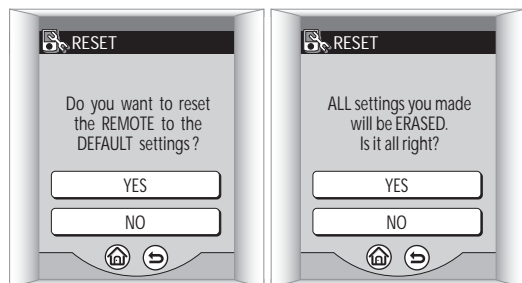 RESET
Do you want to reset
the REMOTE to the
DEFAULT settings?
YES
NO
RESET
ALL settings you made
will be ERASED.
Is it all right?
YES
NO